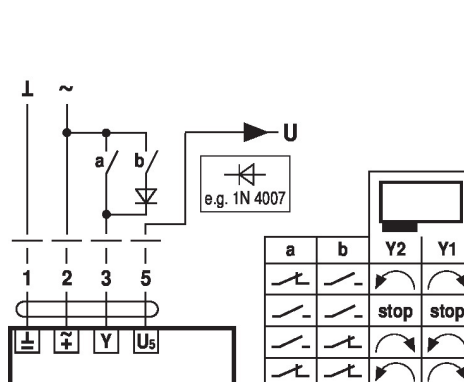 ⊥ ~
U
a b
e.g. 1N 4007
a b Y2 Y1
1 2 3 5
stop stop
⊥ ~ Y U5